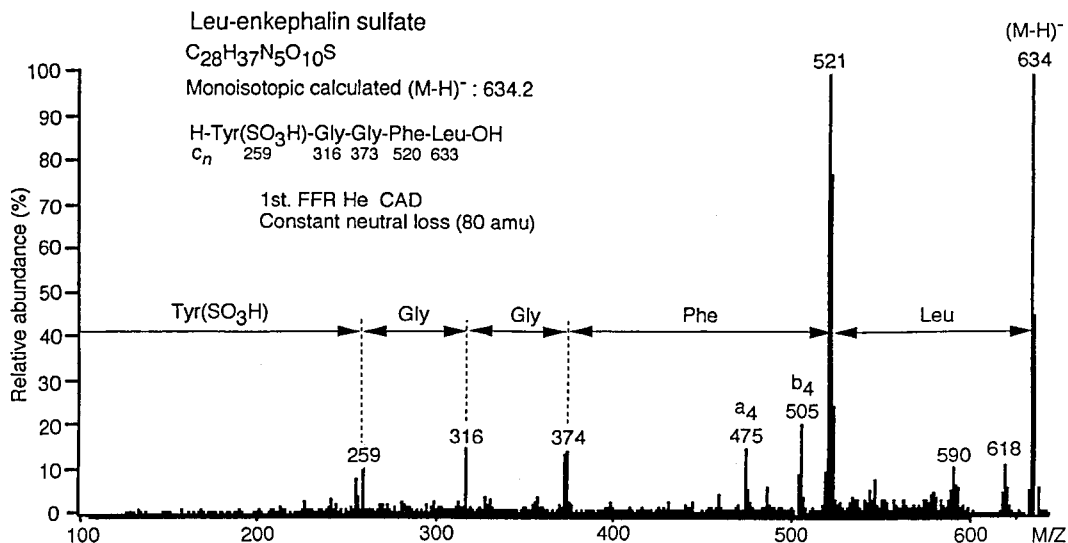 Leu-enkephalin sulfate
C28H37N5O10S
Monoisotopic calculated (M-H)- : 634.2
H-Tyr(SO3H)-Gly-Gly-Phe-Leu-OH
cn 259 316 373 520 633
1st. FFR He CAD
Constant neutral loss (80 amu)
(M-H)-
521 634
Tyr(SO3H) Gly Gly Phe Leu
a4 b4
259 316 374 475 505 590 618
Relative abundance (%)
100
90
80
70
60
50
40
30
20
10
0
100 200 300 400 500 600 M/Z